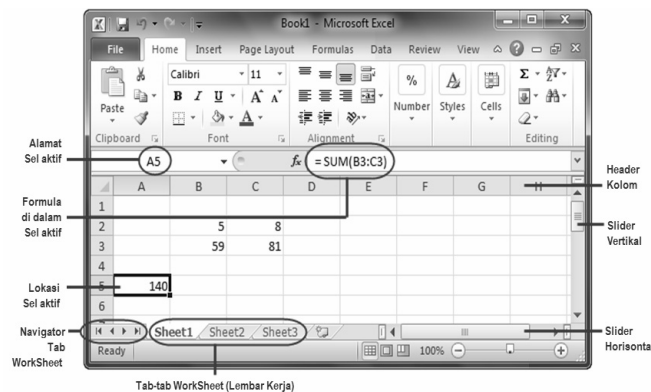 Book1 - Microsoft Excel
File Home Insert Page Layout Formulas Data Review View
Calibri 11
Paste
B I U A A
A
%
Number
Styles
Cells
Σ
Clipboard Font Alignment Editing
Alamat
Sel aktif
A5
fx =SUM(B3:C3)
Header
Kolom
A B C D E F G H
Formula
di dalam
Sel aktif
1
2 5 8
3 59 81
4
5 140
6
Slider
Vertikal
Lokasi
Sel aktif
Navigator
Tab
WorkSheet
Sheet1 Sheet2 Sheet3
Slider
Horisonta
Ready 100%
Tab-tab WorkSheet (Lembar Kerja)